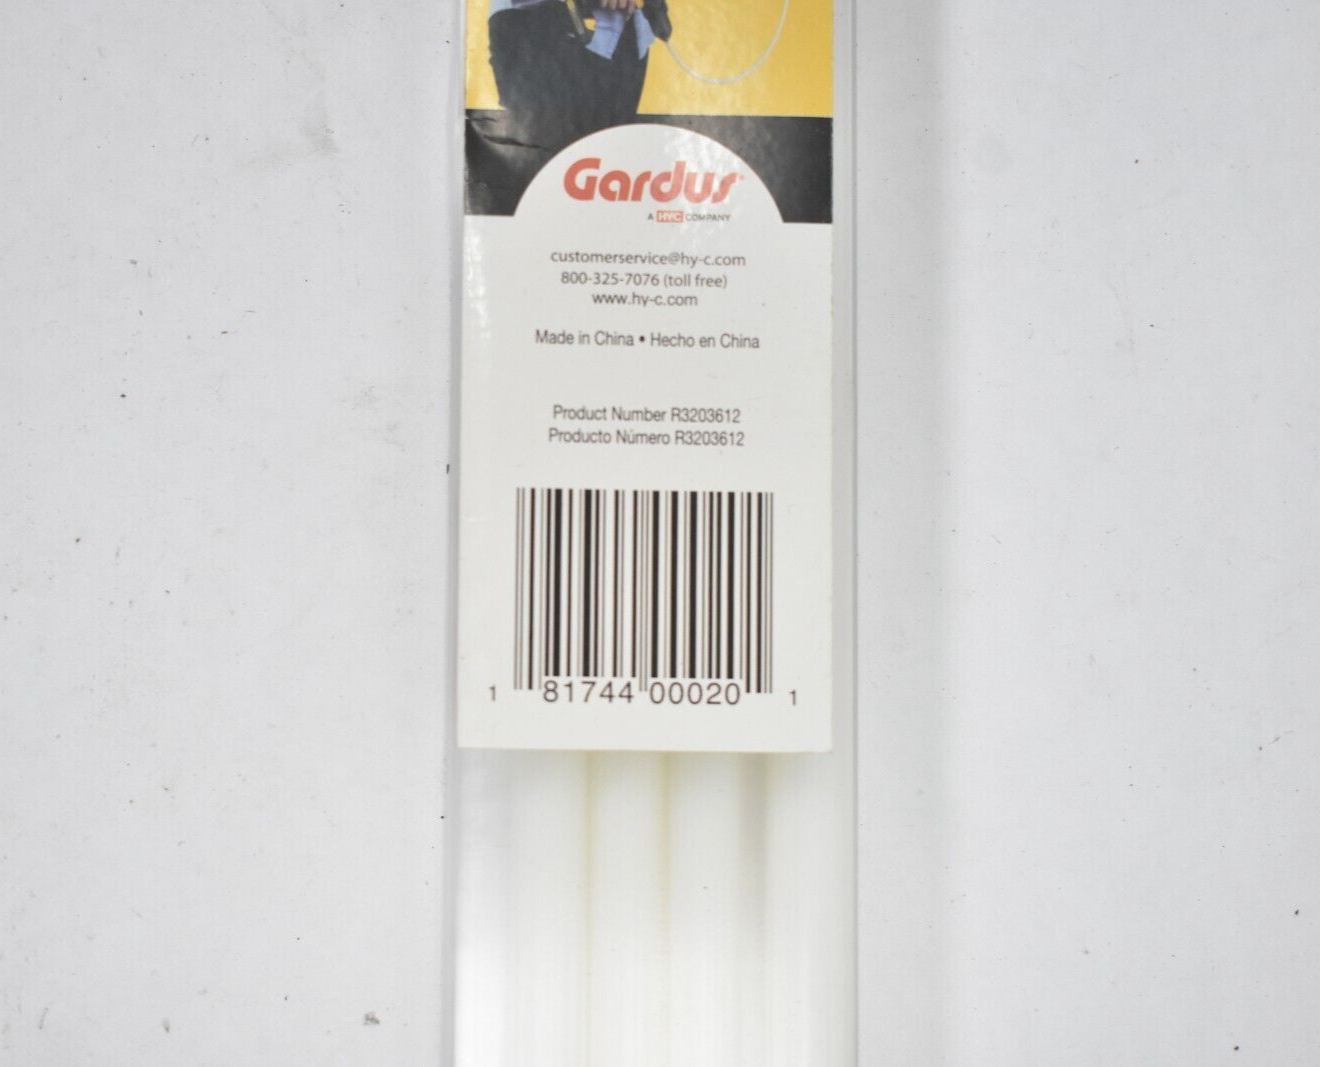 Gardus
A HYC COMPANY
customerservice@hy-c.com
800-325-7076 (toll free)
www.hy-c.com
Made in China • Hecho en China
Product Number R3203612
Producto Número R3203612
1 81744 00020 1